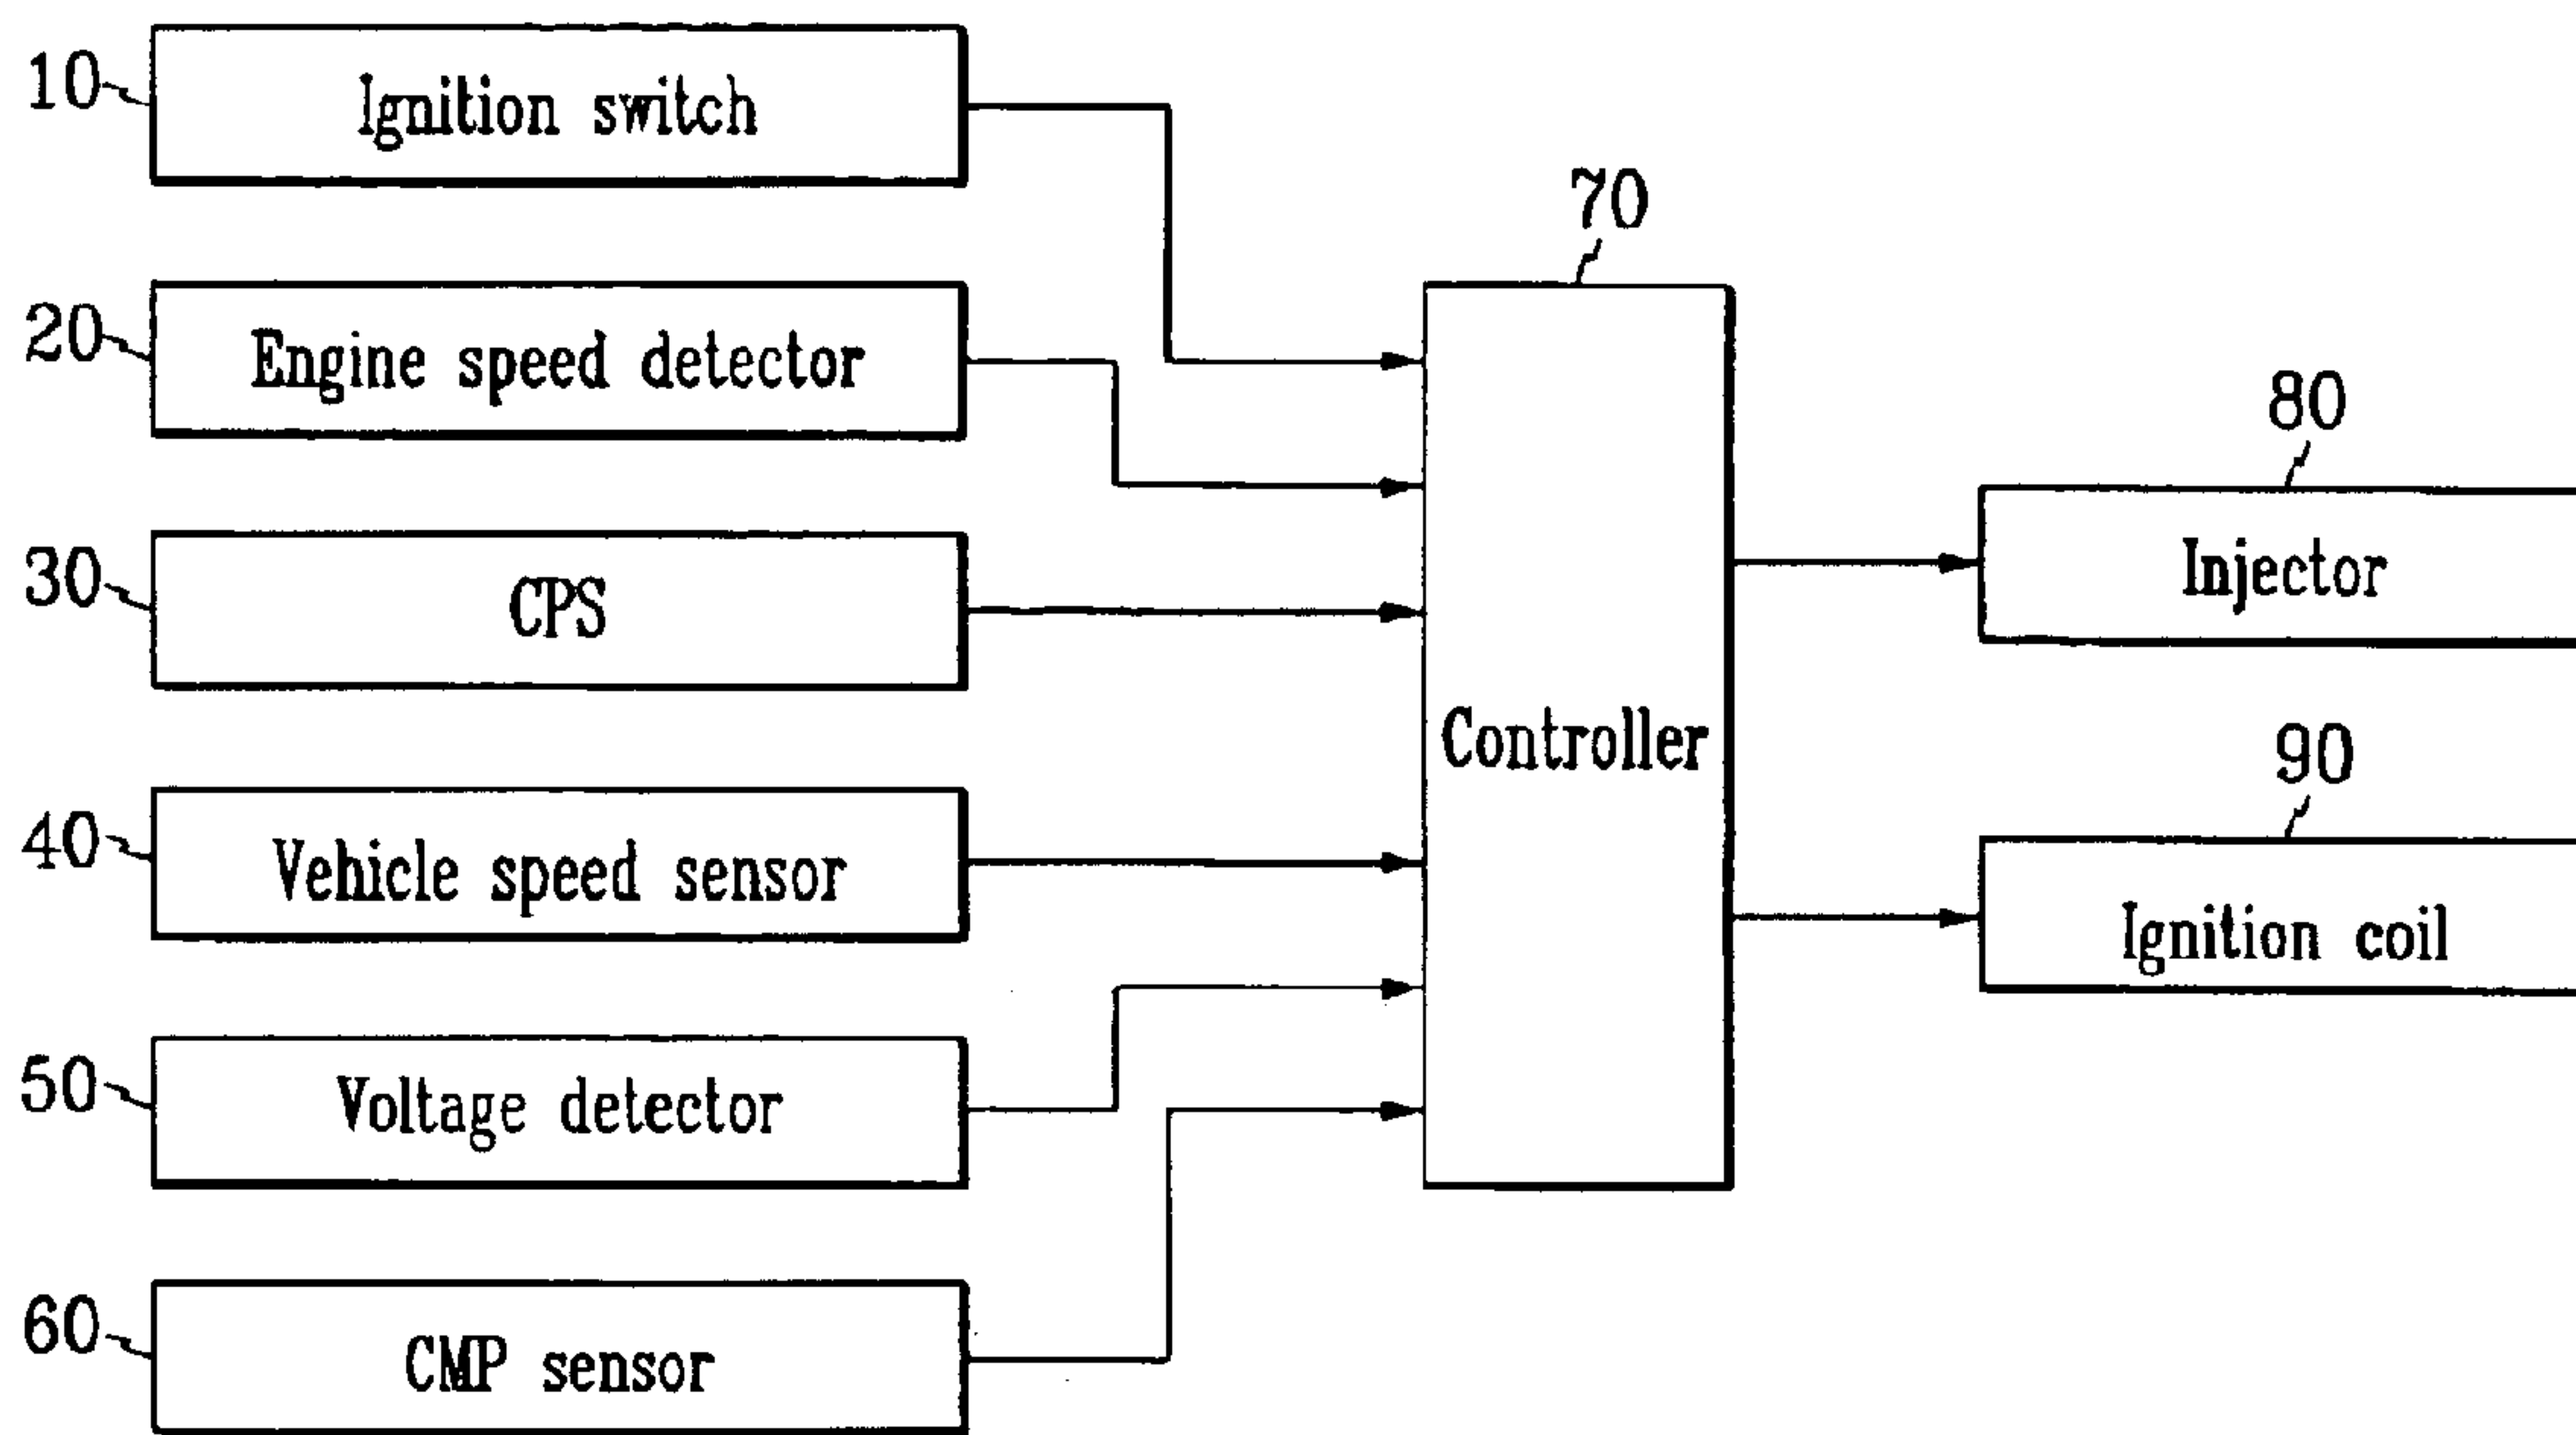 10 Ignition switch
20 Engine speed detector
30 CPS
40 Vehicle speed sensor
50 Voltage detector
60 CMP sensor
70
Controller
80
Injector
90
Ignition coil